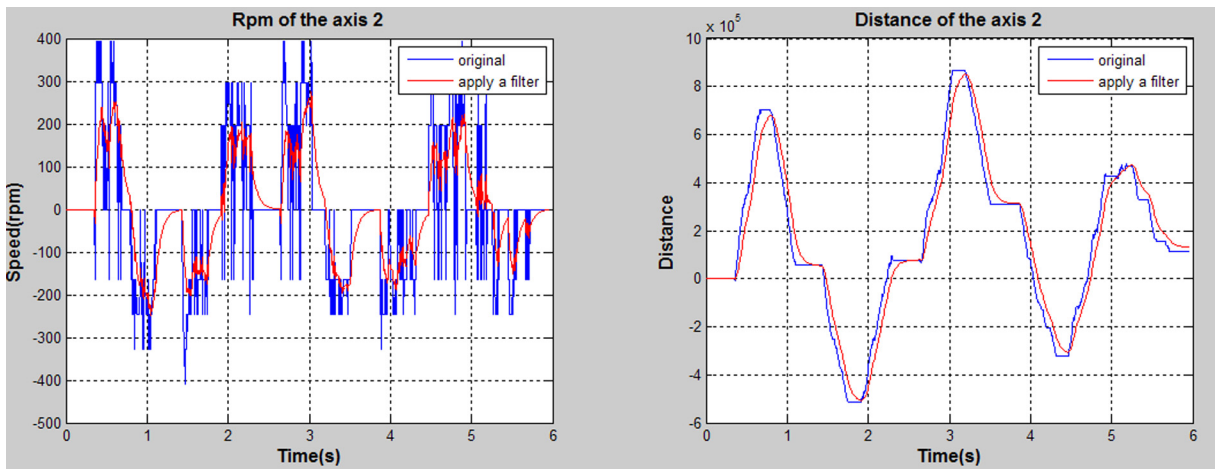 Rpm of the axis 2
400
300
200
100
0
-100
-200
-300
-400
-500
Speed(rpm)
original
apply a filter
0 1 2 3 4 5 6
Time(s)
Distance of the axis 2
x 10^5
10
8
6
4
2
0
-2
-4
-6
Distance
original
apply a filter
0 1 2 3 4 5 6
Time(s)